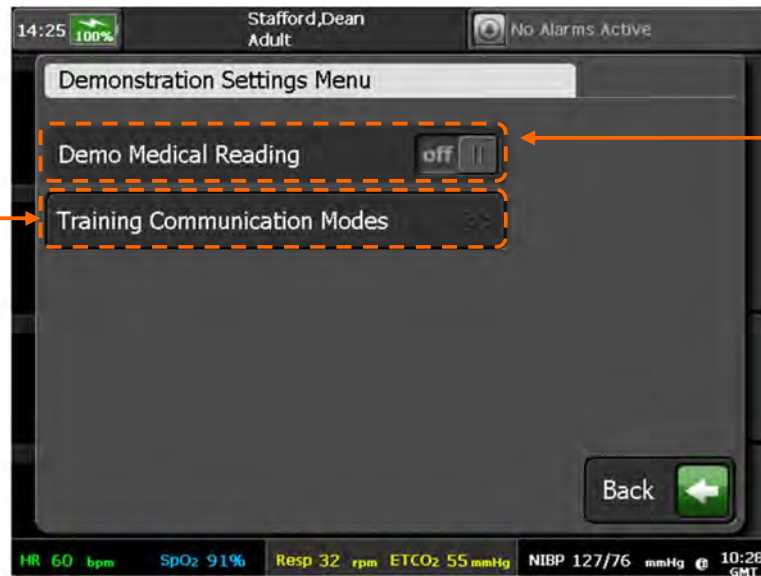 14:25 100% Stafford,Dean No Alarms Active
Adult
Demonstration Settings Menu
Demo Medical Reading off
Training Communication Modes >>
Back
HR 60 bpm SpO2 91% Resp 32 rpm ETCO2 55 mmHg NIBP 127/76 mmHg @ 10:28
GMT